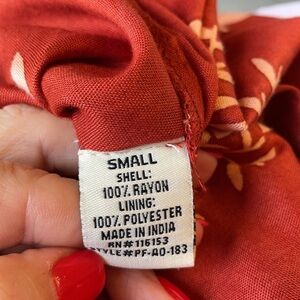 SMALL
SHELL:
100% RAYON
LINING:
100% POLYESTER
MADE IN INDIA
RN# 116153
STYLE#PF-AO-183